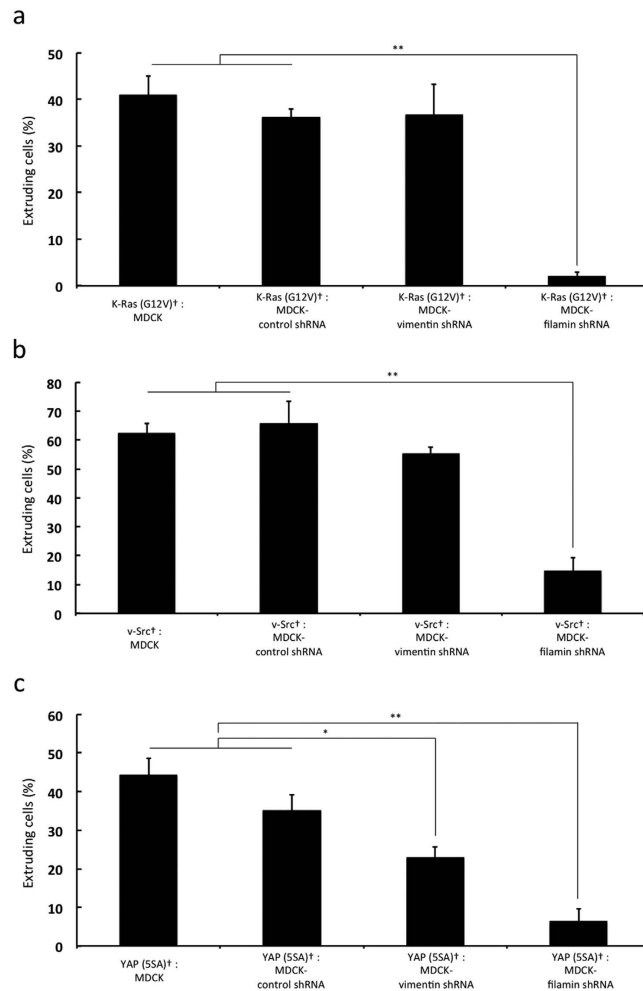 a
**
50
40
30
20
10
0
Extruding cells (%)
K-Ras (G12V)† :
MDCK
K-Ras (G12V)† :
MDCK-
control shRNA
K-Ras (G12V)† :
MDCK-
vimentin shRNA
K-Ras (G12V)† :
MDCK-
filamin shRNA
b
**
80
70
60
50
40
30
20
10
0
Extruding cells (%)
v-Src† :
MDCK
v-Src† :
MDCK-
control shRNA
v-Src† :
MDCK-
vimentin shRNA
v-Src† :
MDCK-
filamin shRNA
c
**
*
60
50
40
30
20
10
0
Extruding cells (%)
YAP (5SA)† :
MDCK
YAP (5SA)† :
MDCK-
control shRNA
YAP (5SA)† :
MDCK-
vimentin shRNA
YAP (5SA)† :
MDCK-
filamin shRNA